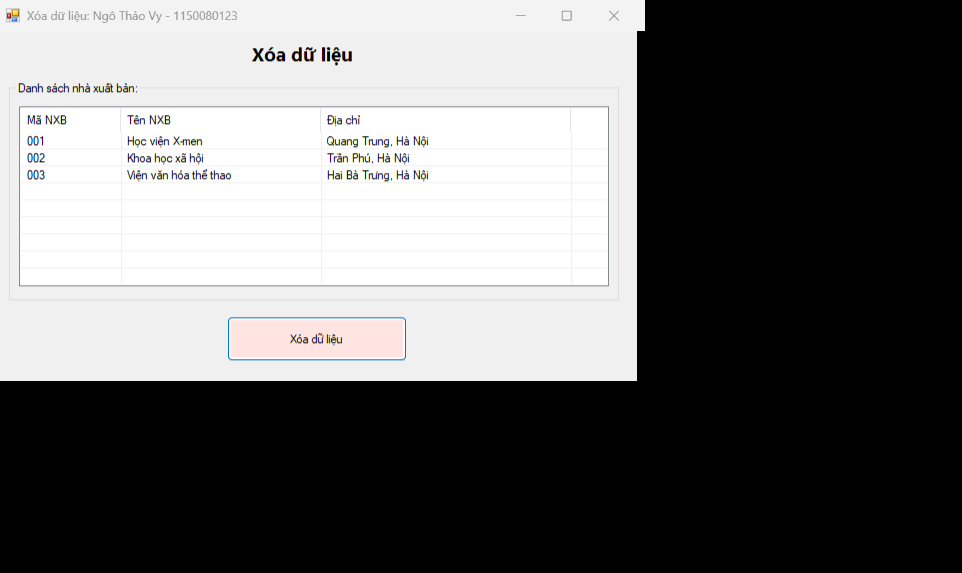 Xóa dữ liệu: Ngô Thảo Vy - 1150080123
Xóa dữ liệu
Danh sách nhà xuất bản:
Mã NXB Tên NXB Địa chỉ
001 Học viện X-men Quang Trung, Hà Nội
002 Khoa học xã hội Trần Phú, Hà Nội
003 Viện văn hóa thể thao Hai Bà Trưng, Hà Nội
Xóa dữ liệu